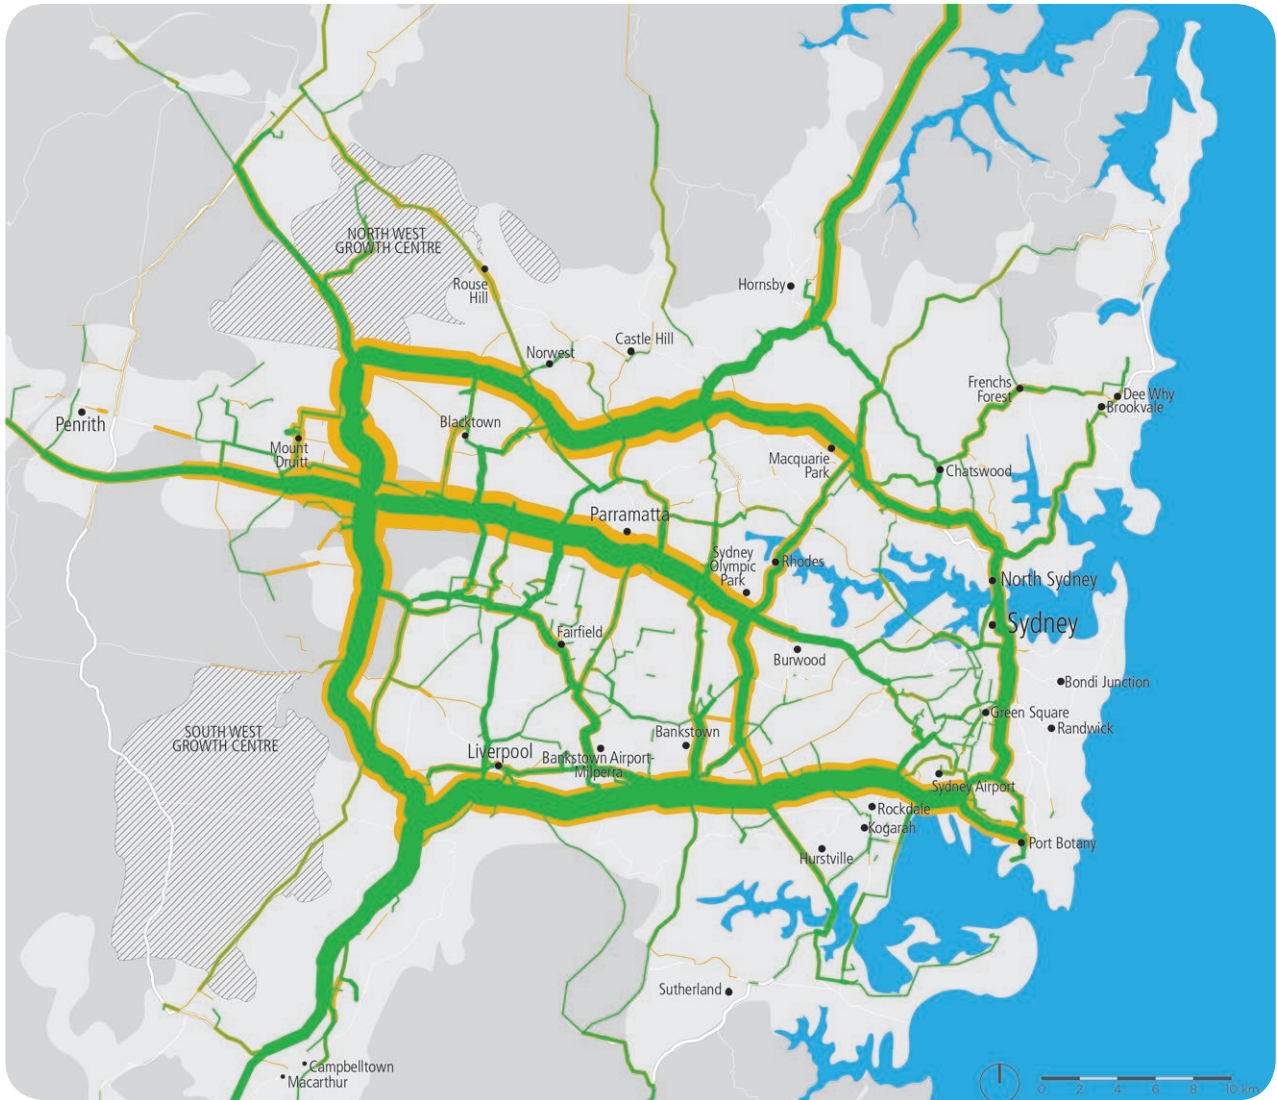 NORTH WEST
GROWTH CENTRE
Rouse
Hill
Hornsby
Castle Hill
Norwest
Frenchs
Forest
Dee Why
Brookvale
Penrith
Blacktown
Mount
Druitt
Macquarie
Park
Chatswood
Parramatta
Sydney
Olympic
Park
Rhodes
North Sydney
Sydney
Fairfield
Burwood
Bondi Junction
Green Square
Randwick
SOUTH WEST
GROWTH CENTRE
Liverpool
Bankstown Airport-
Milperra
Bankstown
Sydney Airport
Rockdale
Kogarah
Hurstville
Port Botany
Sutherland
Campbelltown
Macarthur
0 2 4 6 8 10 km